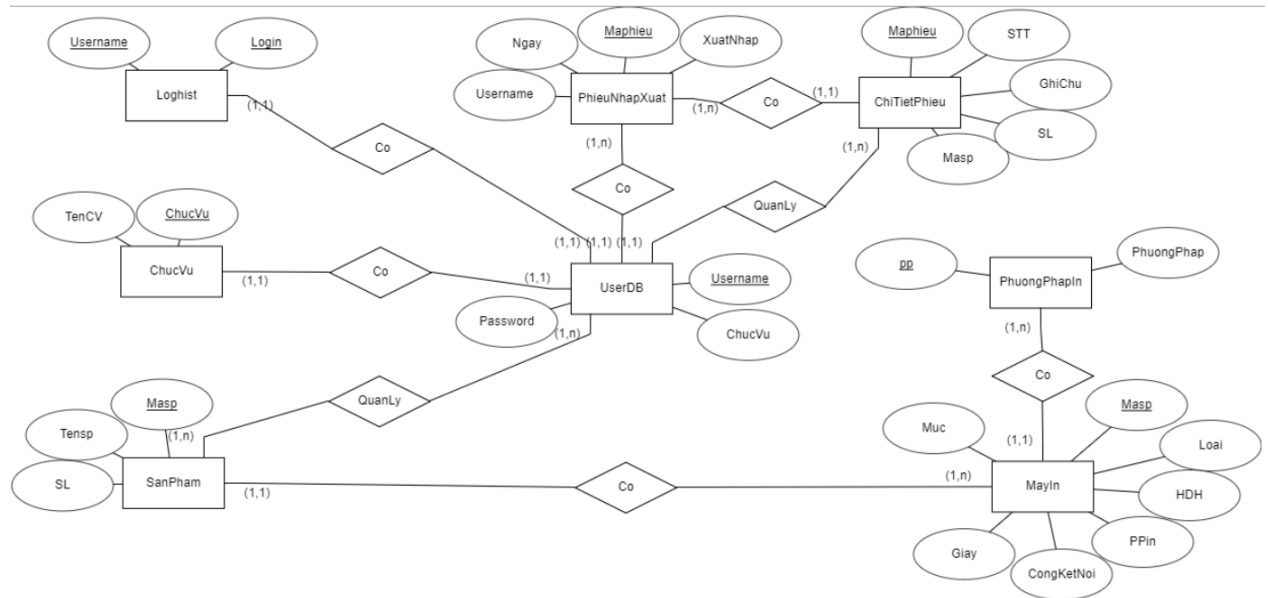 Username
Login
Loghist
(1,1)
Co
Ngay
Maphieu
XuatNhap
Username
PhieuNhapXuat
(1,n)
Co
(1,1)
(1,n)
Co
Maphieu
STT
GhiChu
SL
Masp
ChiTietPhieu
(1,n)
QuanLy
TenCV
ChucVu
ChucVu
(1,1)
Co
(1,1)
(1,1)
(1,1)
(1,1)
UserDB
Username
ChucVu
Password
(1,n)
QuanLy
pp
PhuongPhap
PhuongPhapIn
(1,n)
Co
(1,1)
Masp
Tensp
SL
(1,n)
SanPham
(1,1)
Co
(1,n)
Muc
Masp
Loai
HDH
PPin
CongKetNoi
Giay
MayIn